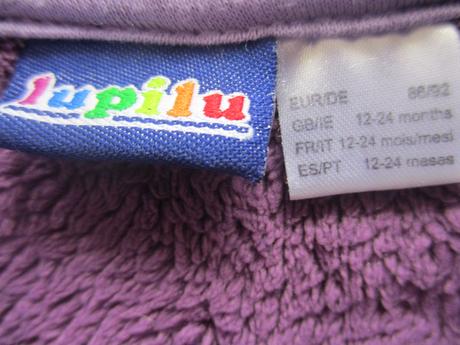 lupilu
EUR/DE 86/92
GB/IE 12-24 months
FR/IT 12-24 mois/mesi
ES/PT 12-24 meses